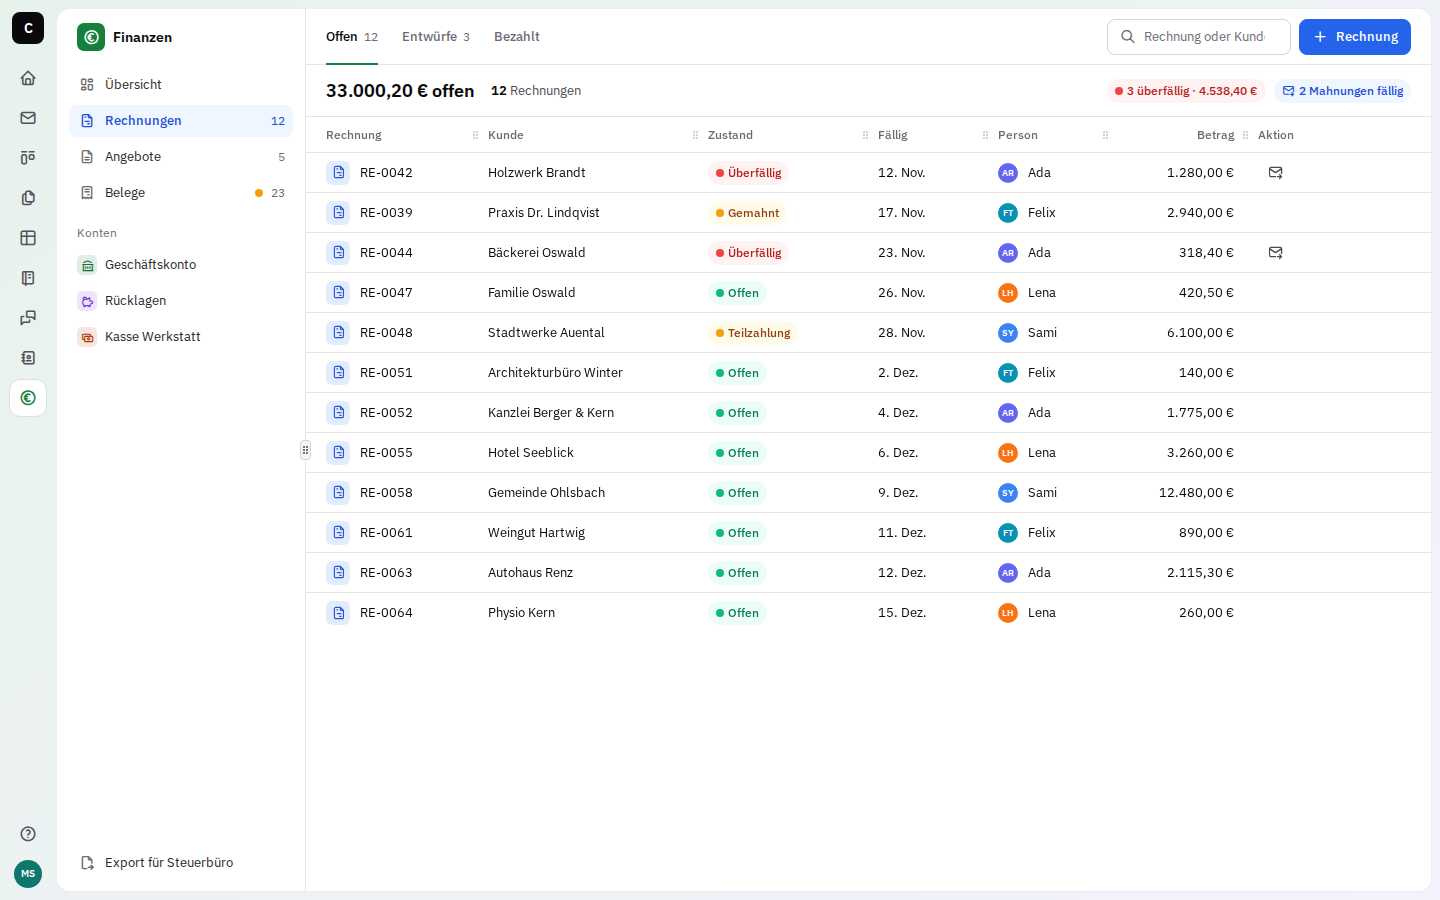 C
Finanzen
Übersicht
Rechnungen 12
Angebote 5
Belege 23
Konten
Geschäftskonto
Rücklagen
Kasse Werkstatt
Export für Steuerbüro
MS
Offen 12 Entwürfe 3 Bezahlt
Rechnung oder Kund
Rechnung
33.000,20 € offen 12 Rechnungen
3 überfällig · 4.538,40 € 2 Mahnungen fällig
Rechnung Kunde Zustand Fällig Person Betrag Aktion
RE-0042 Holzwerk Brandt Überfällig 12. Nov. AR Ada 1.280,00 €
RE-0039 Praxis Dr. Lindqvist Gemahnt 17. Nov. FT Felix 2.940,00 €
RE-0044 Bäckerei Oswald Überfällig 23. Nov. AR Ada 318,40 €
RE-0047 Familie Oswald Offen 26. Nov. LH Lena 420,50 €
RE-0048 Stadtwerke Auental Teilzahlung 28. Nov. SY Sami 6.100,00 €
RE-0051 Architekturbüro Winter Offen 2. Dez. FT Felix 140,00 €
RE-0052 Kanzlei Berger & Kern Offen 4. Dez. AR Ada 1.775,00 €
RE-0055 Hotel Seeblick Offen 6. Dez. LH Lena 3.260,00 €
RE-0058 Gemeinde Ohlsbach Offen 9. Dez. SY Sami 12.480,00 €
RE-0061 Weingut Hartwig Offen 11. Dez. FT Felix 890,00 €
RE-0063 Autohaus Renz Offen 12. Dez. AR Ada 2.115,30 €
RE-0064 Physio Kern Offen 15. Dez. LH Lena 260,00 €